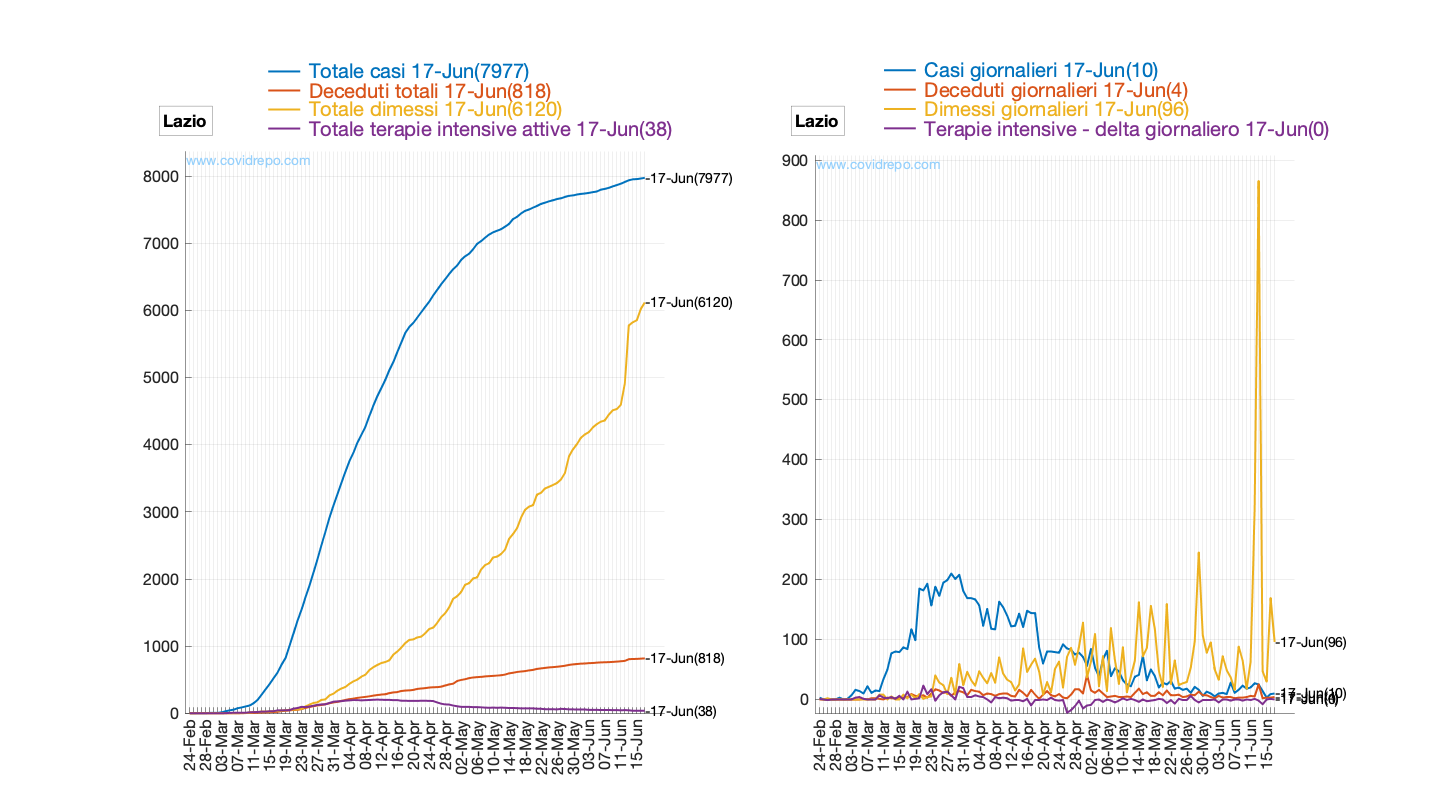 Totale casi 17-Jun(7977)
Deceduti totali 17-Jun(818)
Totale dimessi 17-Jun(6120)
Totale terapie intensive attive 17-Jun(38)
Lazio
www.covidrepo.com
8000
7000
6000
5000
4000
3000
2000
1000
0
-17-Jun(7977)
-17-Jun(6120)
-17-Jun(818)
-17-Jun(38)
24-Feb
28-Feb
03-Mar
07-Mar
11-Mar
15-Mar
19-Mar
23-Mar
27-Mar
31-Mar
04-Apr
08-Apr
12-Apr
16-Apr
20-Apr
24-Apr
28-Apr
02-May
06-May
10-May
14-May
18-May
22-May
26-May
30-May
03-Jun
07-Jun
11-Jun
15-Jun
Casi giornalieri 17-Jun(10)
Deceduti giornalieri 17-Jun(4)
Dimessi giornalieri 17-Jun(96)
Terapie intensive - delta giornaliero 17-Jun(0)
Lazio
www.covidrepo.com
900
800
700
600
500
400
300
200
100
0
-17-Jun(96)
-17-Jun(10)
24-Feb
28-Feb
03-Mar
07-Mar
11-Mar
15-Mar
19-Mar
23-Mar
27-Mar
31-Mar
04-Apr
08-Apr
12-Apr
16-Apr
20-Apr
24-Apr
28-Apr
02-May
06-May
10-May
14-May
18-May
22-May
26-May
30-May
03-Jun
07-Jun
11-Jun
15-Jun